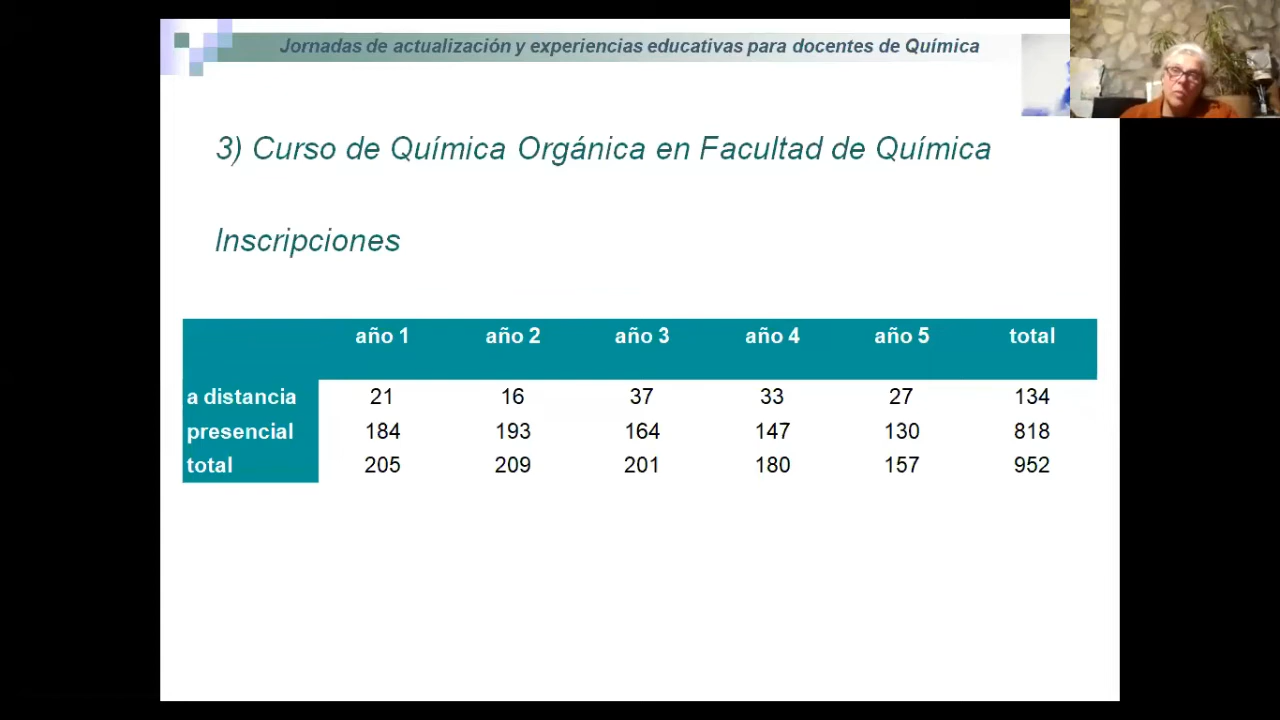 Jornadas de actualización y experiencias educativas para docentes de Química
3) Curso de Química Orgánica en Facultad de Química
Inscripciones
año 1 año 2 año 3 año 4 año 5 total
a distancia 21 16 37 33 27 134
presencial 184 193 164 147 130 818
total 205 209 201 180 157 952